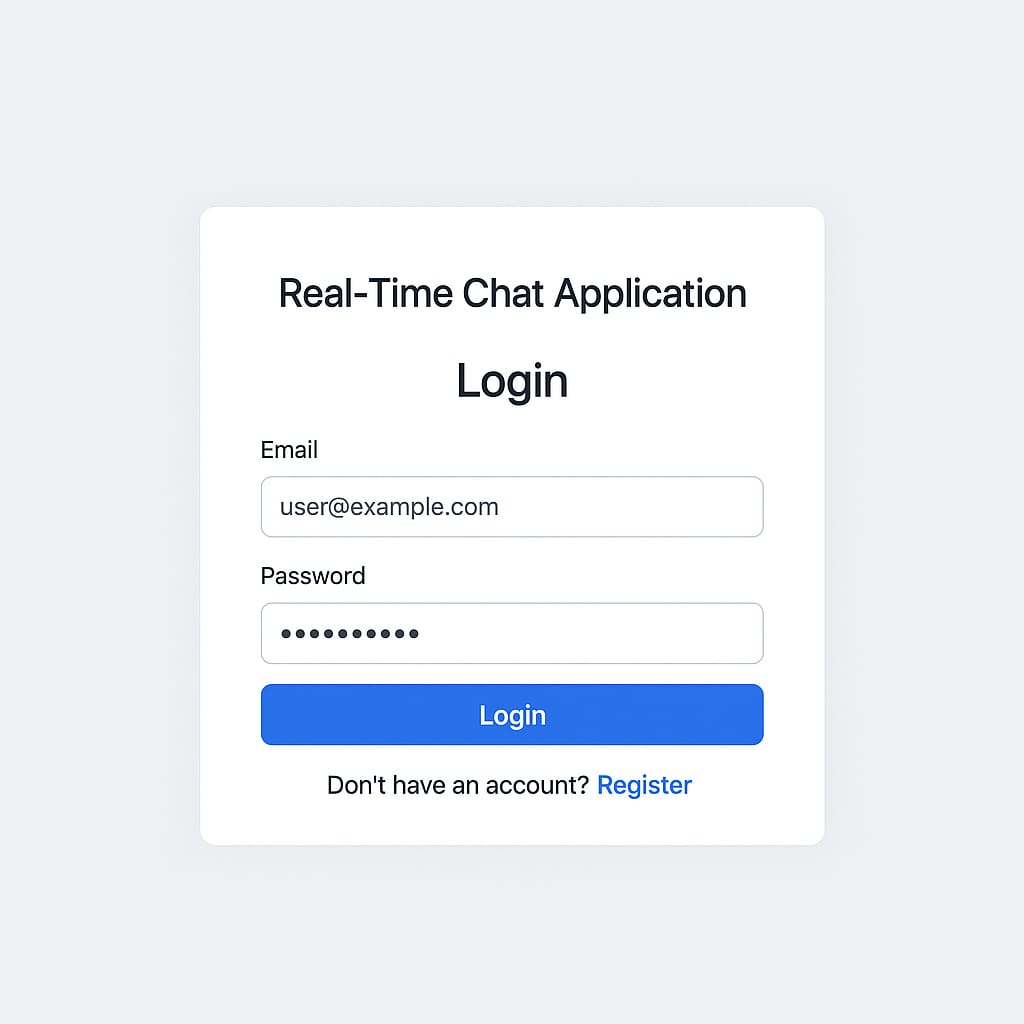 Real-Time Chat Application
Login
Email
user@example.com
Password
••••••••••
Login
Don't have an account? Register